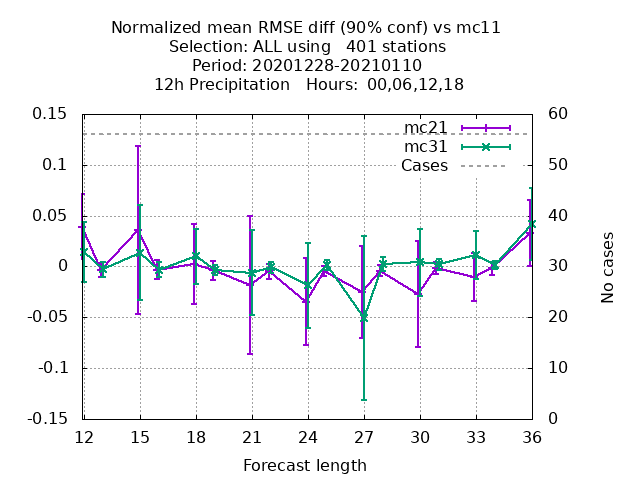 Normalized mean RMSE diff (90% conf) vs mc11
Selection: ALL using   401 stations
Period: 20201228-20210110
12h Precipitation   Hours: 00,06,12,18
mc21
mc31
Cases
0.15
0.1
0.05
0
-0.05
-0.1
-0.15
60
50
40
30
20
10
0
No cases
12 15 18 21 24 27 30 33 36
Forecast length